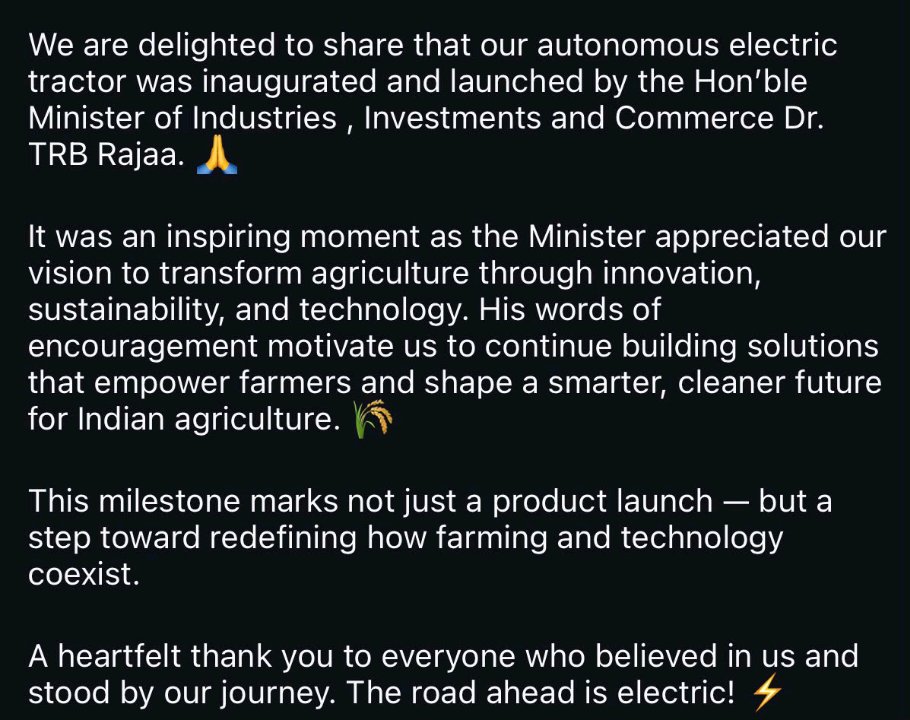 We are delighted to share that our autonomous electric
tractor was inaugurated and launched by the Hon’ble
Minister of Industries , Investments and Commerce Dr.
TRB Rajaa. 🙏
It was an inspiring moment as the Minister appreciated our
vision to transform agriculture through innovation,
sustainability, and technology. His words of
encouragement motivate us to continue building solutions
that empower farmers and shape a smarter, cleaner future
for Indian agriculture. 🌾
This milestone marks not just a product launch — but a
step toward redefining how farming and technology
coexist.
A heartfelt thank you to everyone who believed in us and
stood by our journey. The road ahead is electric! ⚡